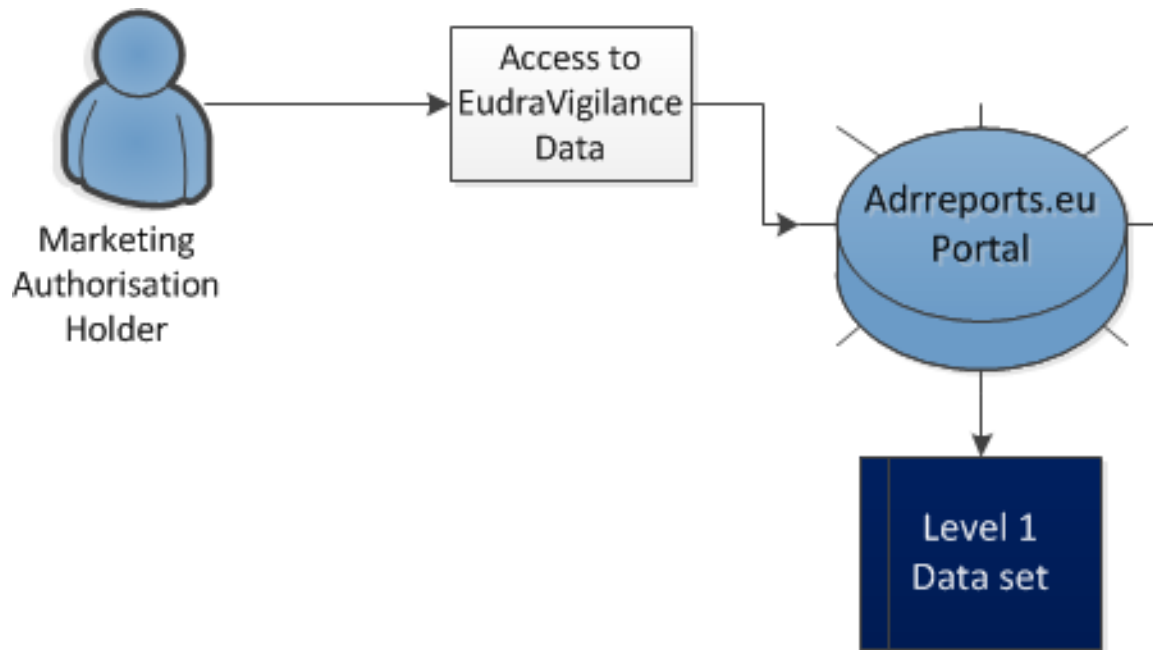 Access to
EudraVigilance
Data
Adrreports.eu
Portal
Marketing
Authorisation
Holder
Level 1
Data set